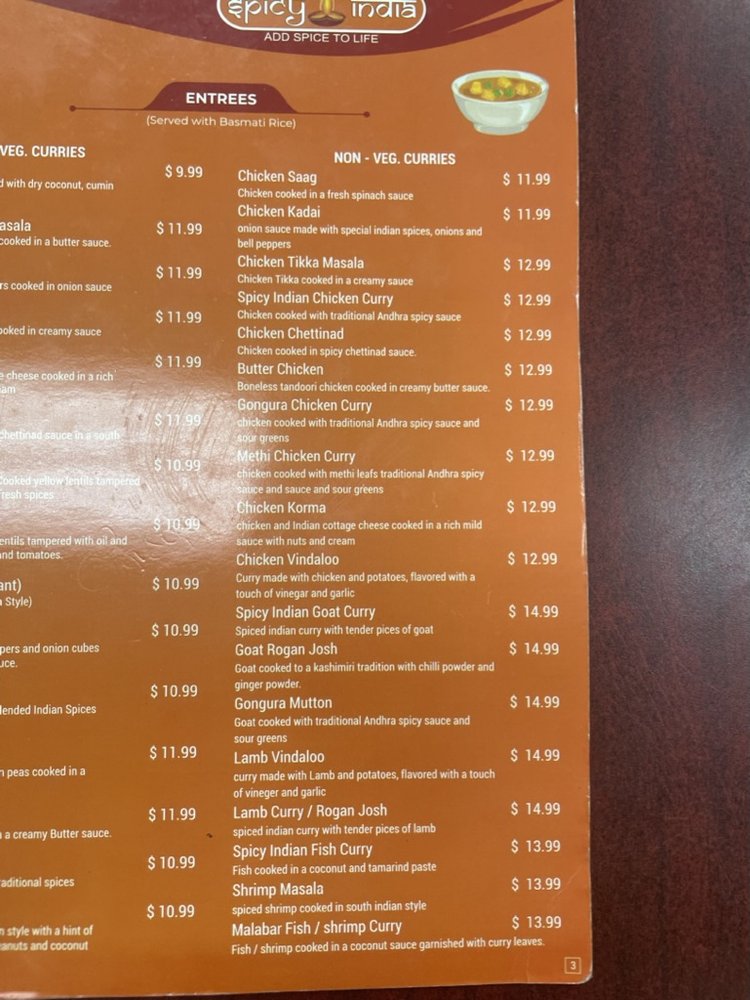 spicy india
ADD SPICE TO LIFE
ENTREES
(Served with Basmati Rice)
VEG. CURRIES
$ 9.99
with dry coconut, cumin
$ 11.99
cooked in a butter sauce.
$ 11.99
cooked in onion sauce
$ 11.99
cooked in creamy sauce
$ 11.99
cheese cooked in a rich
$ 11.99
chettinad sauce in a south
$ 10.99
Cooked yellow lentils tampered
fresh spices
$ 10.99
lentils tampered with oil and
and tomatoes.
$ 10.99
Style)
$ 10.99
and onion cubes
$ 10.99
Indian Spices
$ 11.99
peas cooked in a
$ 11.99
a creamy Butter sauce.
$ 10.99
spices
$ 10.99
style with a hint of
and coconut
NON - VEG. CURRIES
Chicken Saag $ 11.99
Chicken cooked in a fresh spinach sauce
Chicken Kadai $ 11.99
onion sauce made with special indian spices, onions and
bell peppers
Chicken Tikka Masala $ 12.99
Chicken Tikka cooked in a creamy sauce
Spicy Indian Chicken Curry $ 12.99
Chicken cooked with traditional Andhra spicy sauce
Chicken Chettinad $ 12.99
Chicken cooked in spicy chettinad sauce.
Butter Chicken $ 12.99
Boneless tandoori chicken cooked in creamy butter sauce.
Gongura Chicken Curry $ 12.99
chicken cooked with traditional Andhra spicy sauce and
sour greens
Methi Chicken Curry $ 12.99
chicken cooked with methi leafs traditional Andhra spicy
sauce and sauce and sour greens
Chicken Korma $ 12.99
chicken and Indian cottage cheese cooked in a rich mild
sauce with nuts and cream
Chicken Vindaloo $ 12.99
Curry made with chicken and potatoes, flavored with a
touch of vinegar and garlic
Spicy Indian Goat Curry $ 14.99
Spiced indian curry with tender pices of goat
Goat Rogan Josh $ 14.99
Goat cooked to a kashimiri tradition with chilli powder and
ginger powder.
Gongura Mutton $ 14.99
Goat cooked with traditional Andhra spicy sauce and
sour greens
Lamb Vindaloo $ 14.99
curry made with Lamb and potatoes, flavored with a touch
of vineger and garlic
Lamb Curry / Rogan Josh $ 14.99
spiced indian curry with tender pices of lamb
Spicy Indian Fish Curry $ 13.99
Fish cooked in a coconut and tamarind paste
Shrimp Masala $ 13.99
spiced shrimp cooked in south indian style
Malabar Fish / shrimp Curry $ 13.99
Fish / shrimp cooked in a coconut sauce garnished with curry leaves.
3